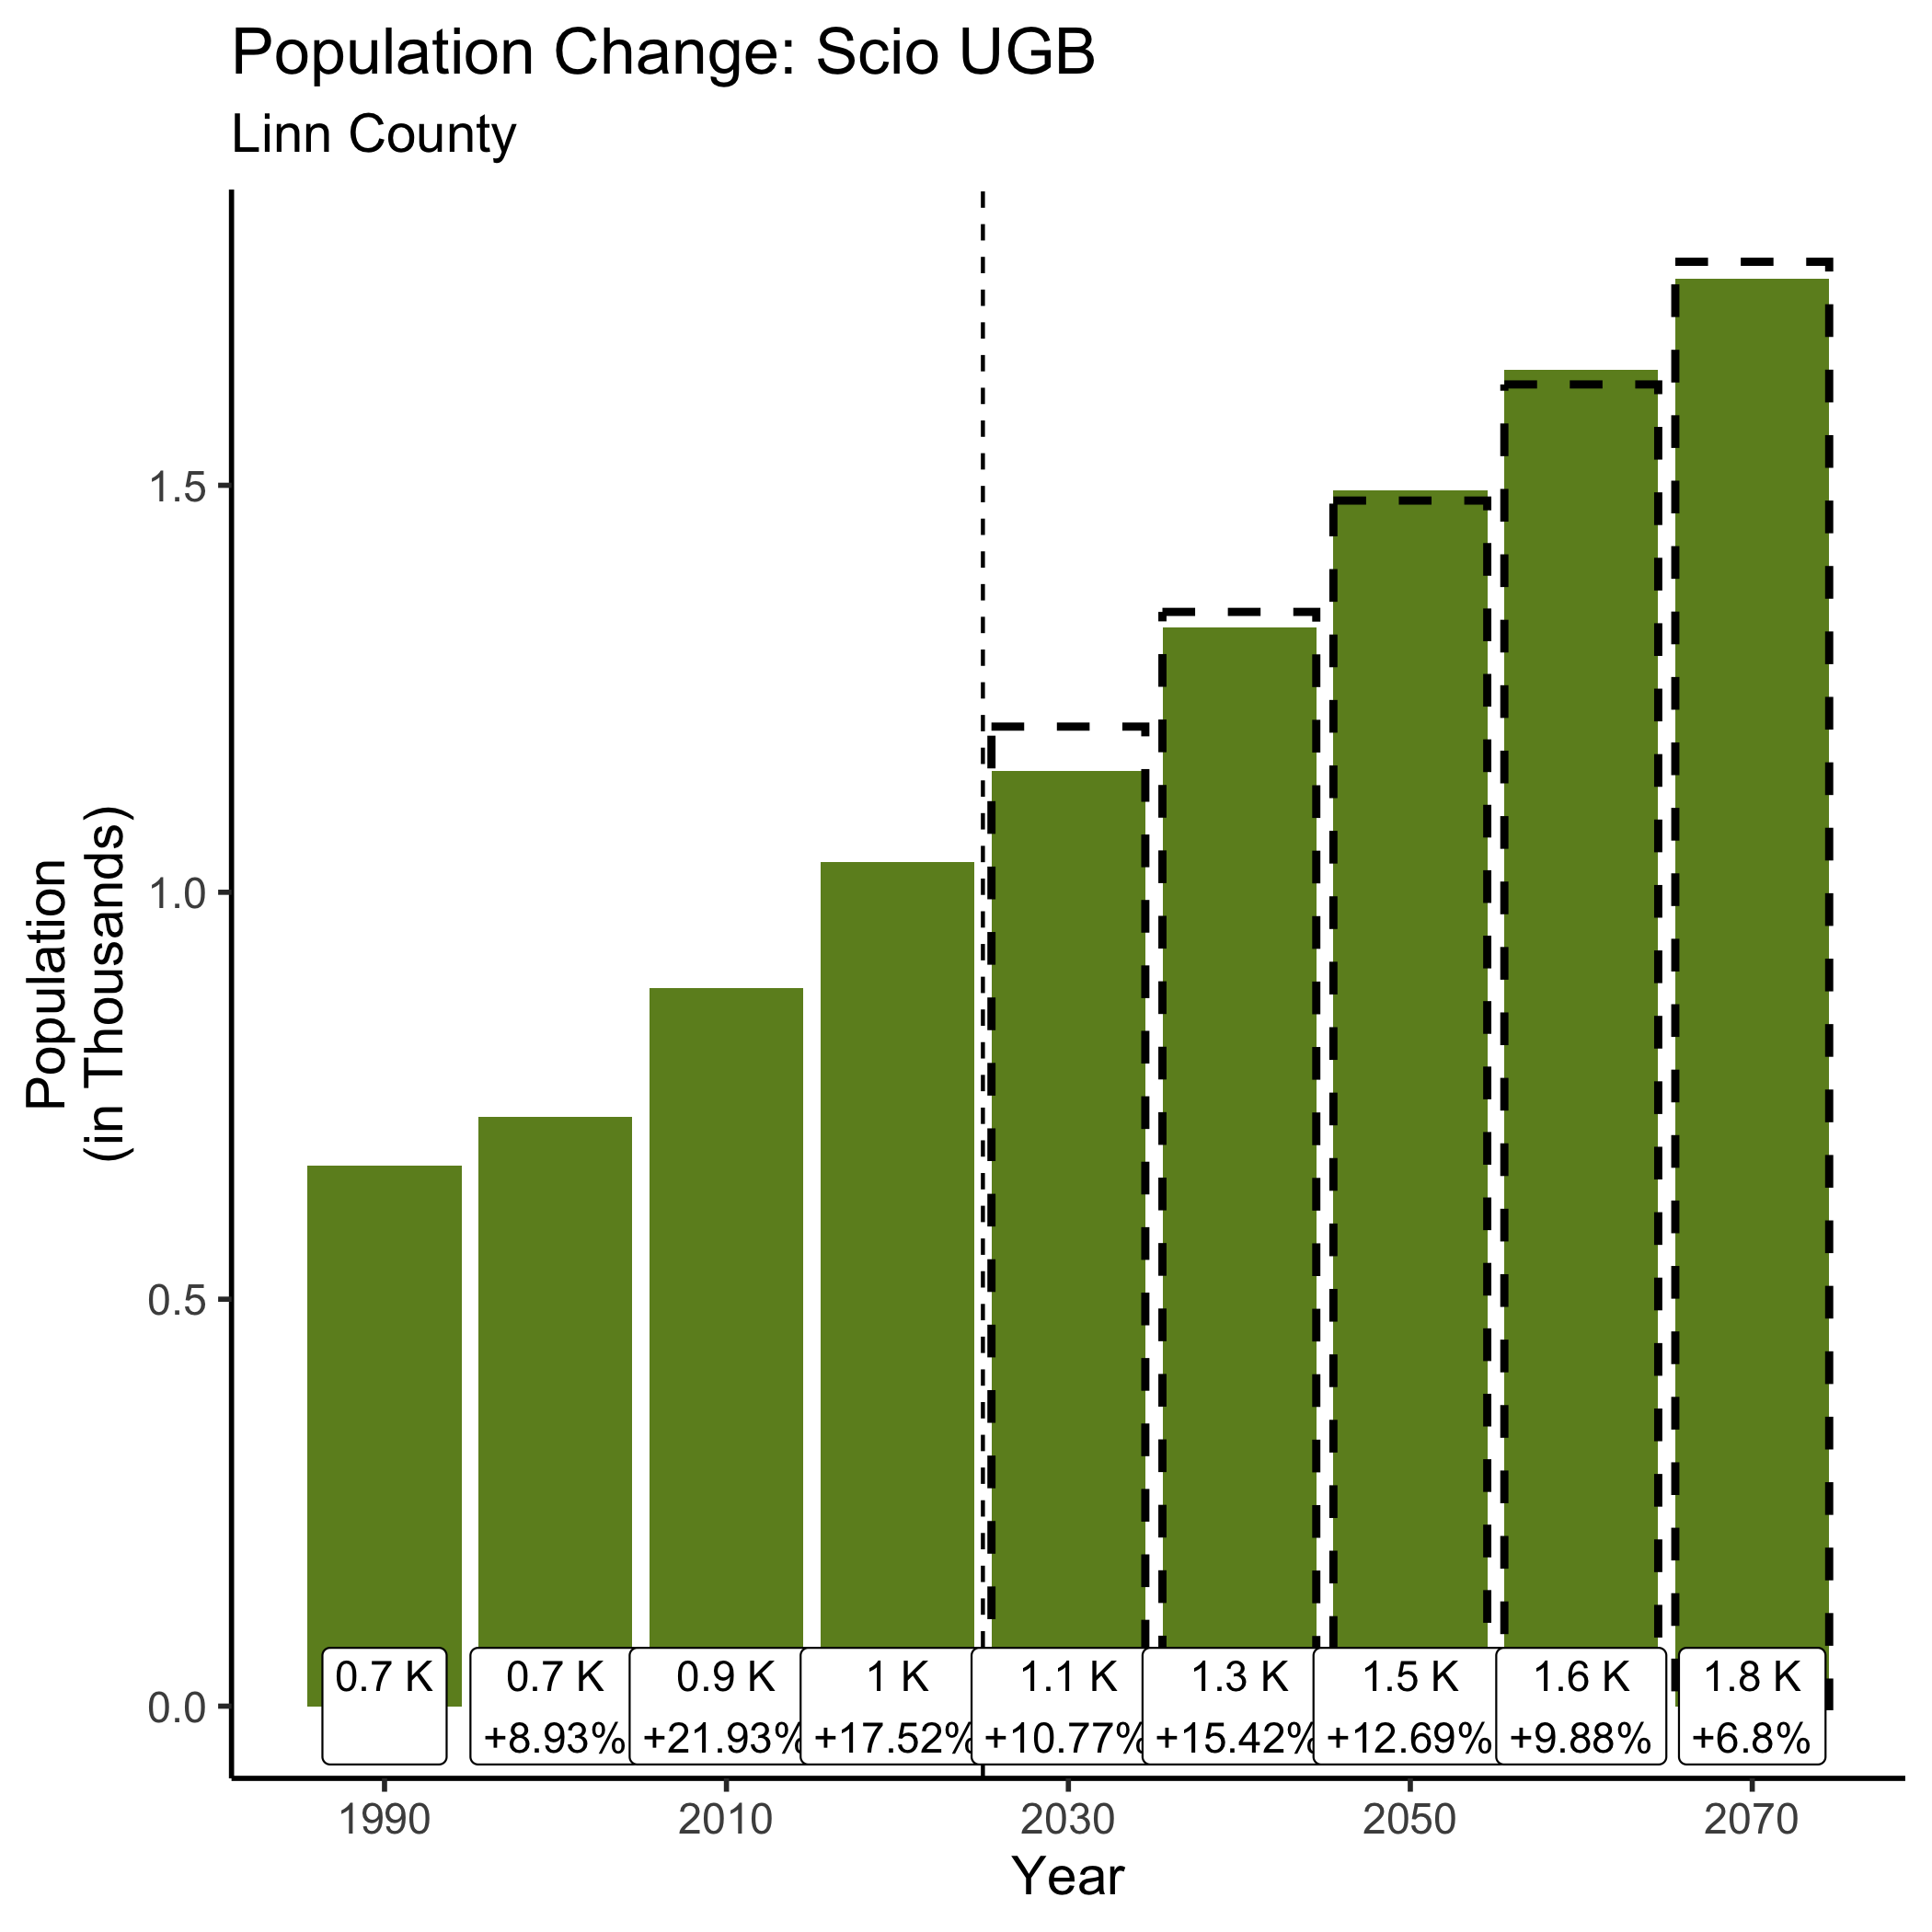 Population Change: Scio UGB
Linn County
Population
(in Thousands)
1.5
1.0
0.5
0.0
0.7 K
0.7 K
+8.93%
0.9 K
+21.93%
1 K
+17.52%
1.1 K
+10.77%
1.3 K
+15.42%
1.5 K
+12.69%
1.6 K
+9.88%
1.8 K
+6.8%
1990
2010
2030
2050
2070
Year